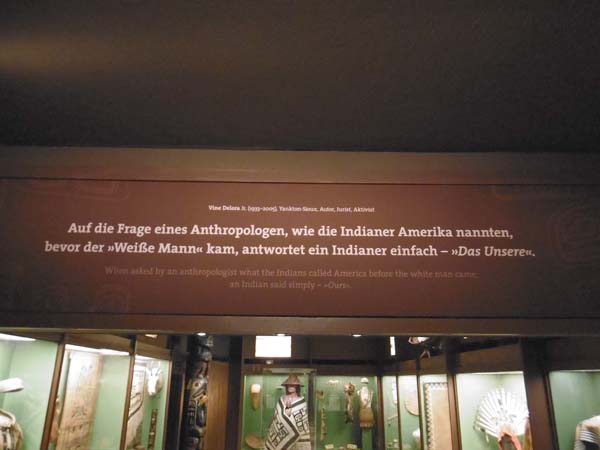 Vine Deloria Jr. (1933–2005), Yankton-Sioux, Autor, Jurist, Aktivist
Auf die Frage eines Anthropologen, wie die Indianer Amerika nannten,
bevor der »Weiße Mann« kam, antwortet ein Indianer einfach – »Das Unsere«.
When asked by an anthropologist what the Indians called America before the white man came,
an Indian said simply – »Ours«.